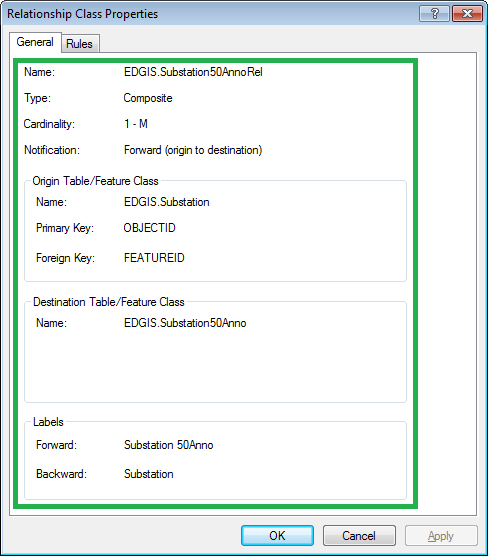 Relationship Class Properties
General Rules
Name: EDGIS.Substation50AnnoRel
Type: Composite
Cardinality: 1 - M
Notification: Forward (origin to destination)
Origin Table/Feature Class
Name: EDGIS.Substation
Primary Key: OBJECTID
Foreign Key: FEATUREID
Destination Table/Feature Class
Name: EDGIS.Substation50Anno
Labels
Forward: Substation 50Anno
Backward: Substation
OK Cancel Apply